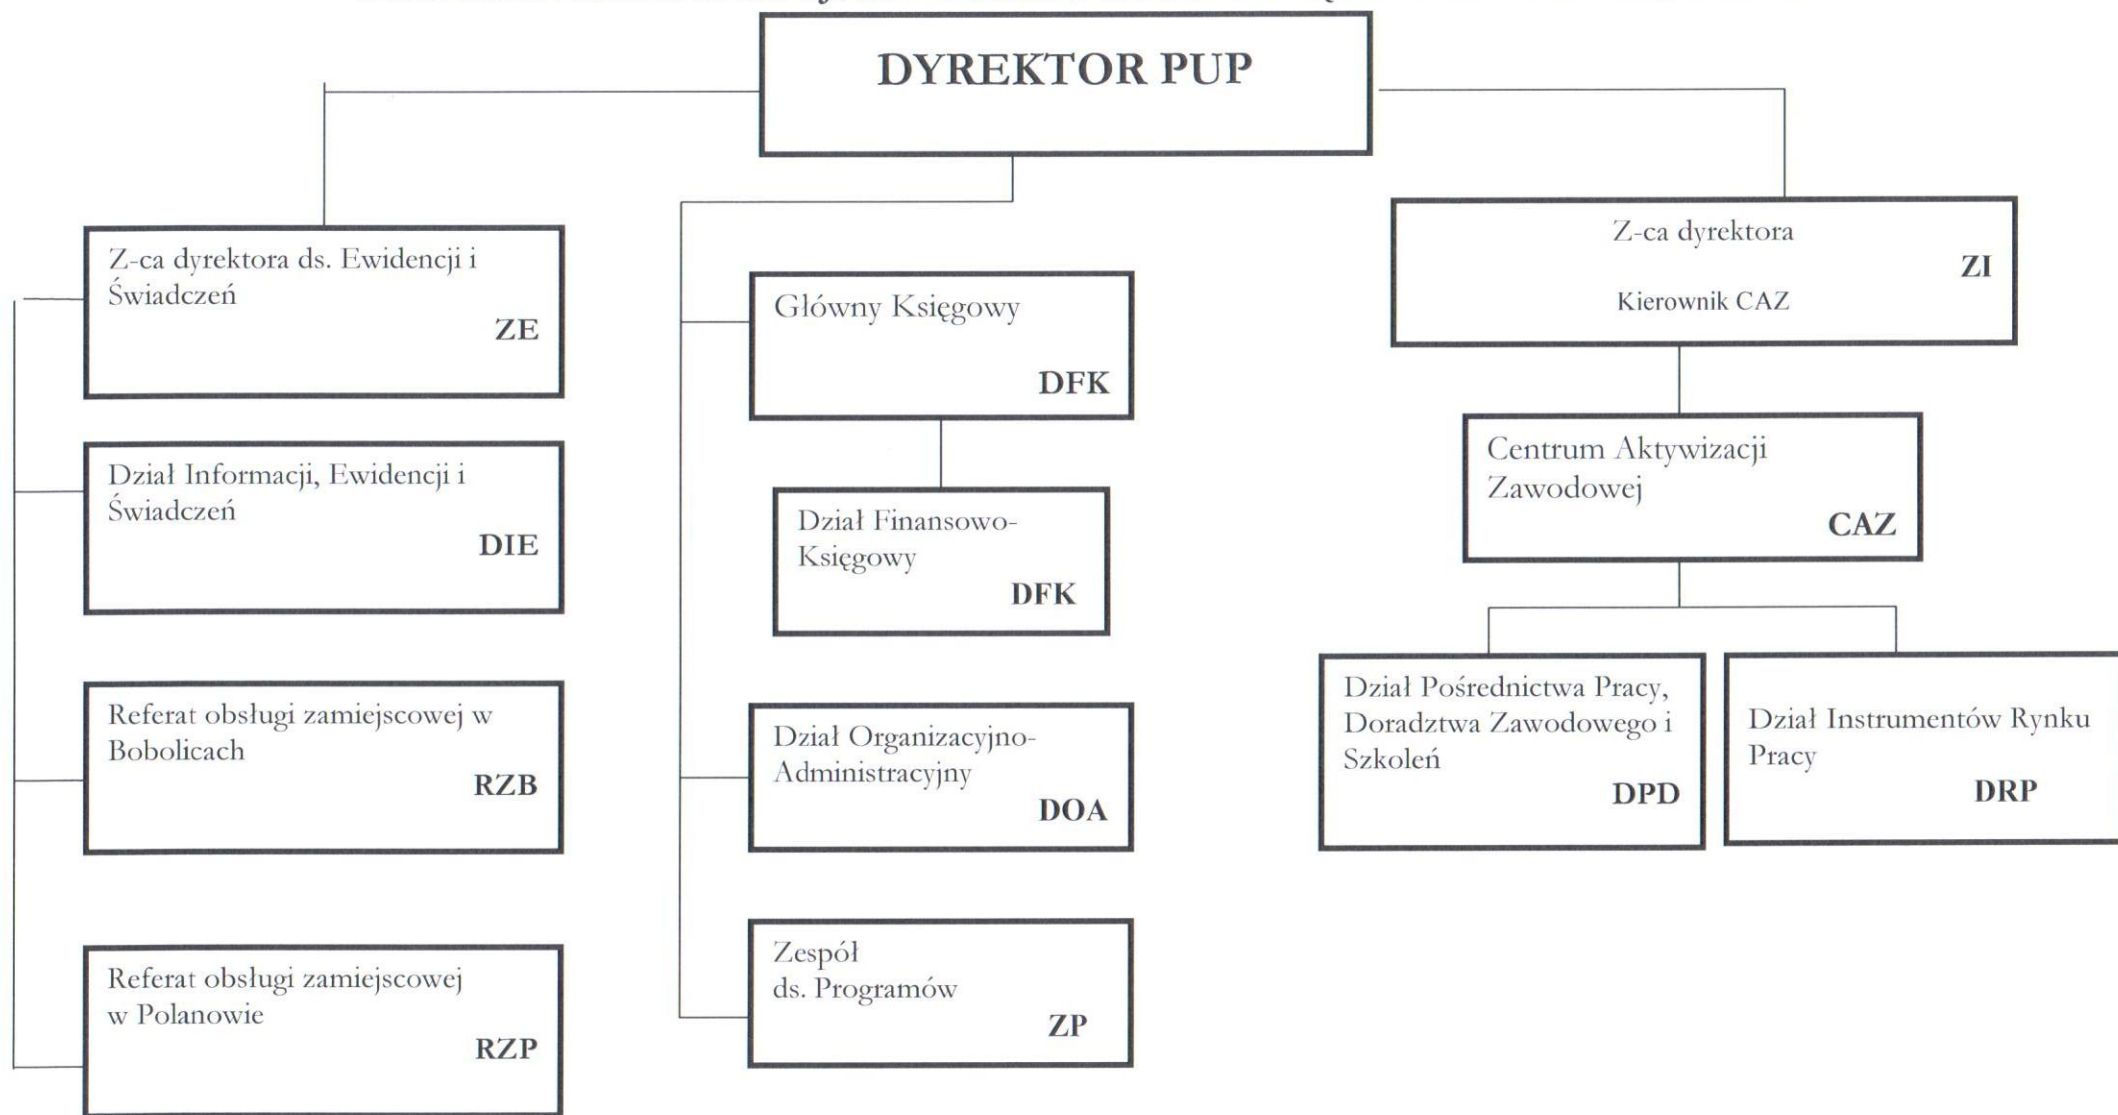 DYREKTOR PUP
Z-ca dyrektora ds. Ewidencji i
Świadczeń
ZE
Dział Informacji, Ewidencji i
Świadczeń
DIE
Referat obsługi zamiejscowej w
Bobolicach
RZB
Referat obsługi zamiejscowej
w Polanowie
RZP
Główny Księgowy
DFK
Dział Finansowo-
Księgowy
DFK
Dział Organizacyjno-
Administracyjny
DOA
Zespół
ds. Programów
ZP
Z-ca dyrektora
ZI
Kierownik CAZ
Centrum Aktywizacji
Zawodowej
CAZ
Dział Pośrednictwa Pracy,
Doradztwa Zawodowego i
Szkoleń
DPD
Dział Instrumentów Rynku
Pracy
DRP